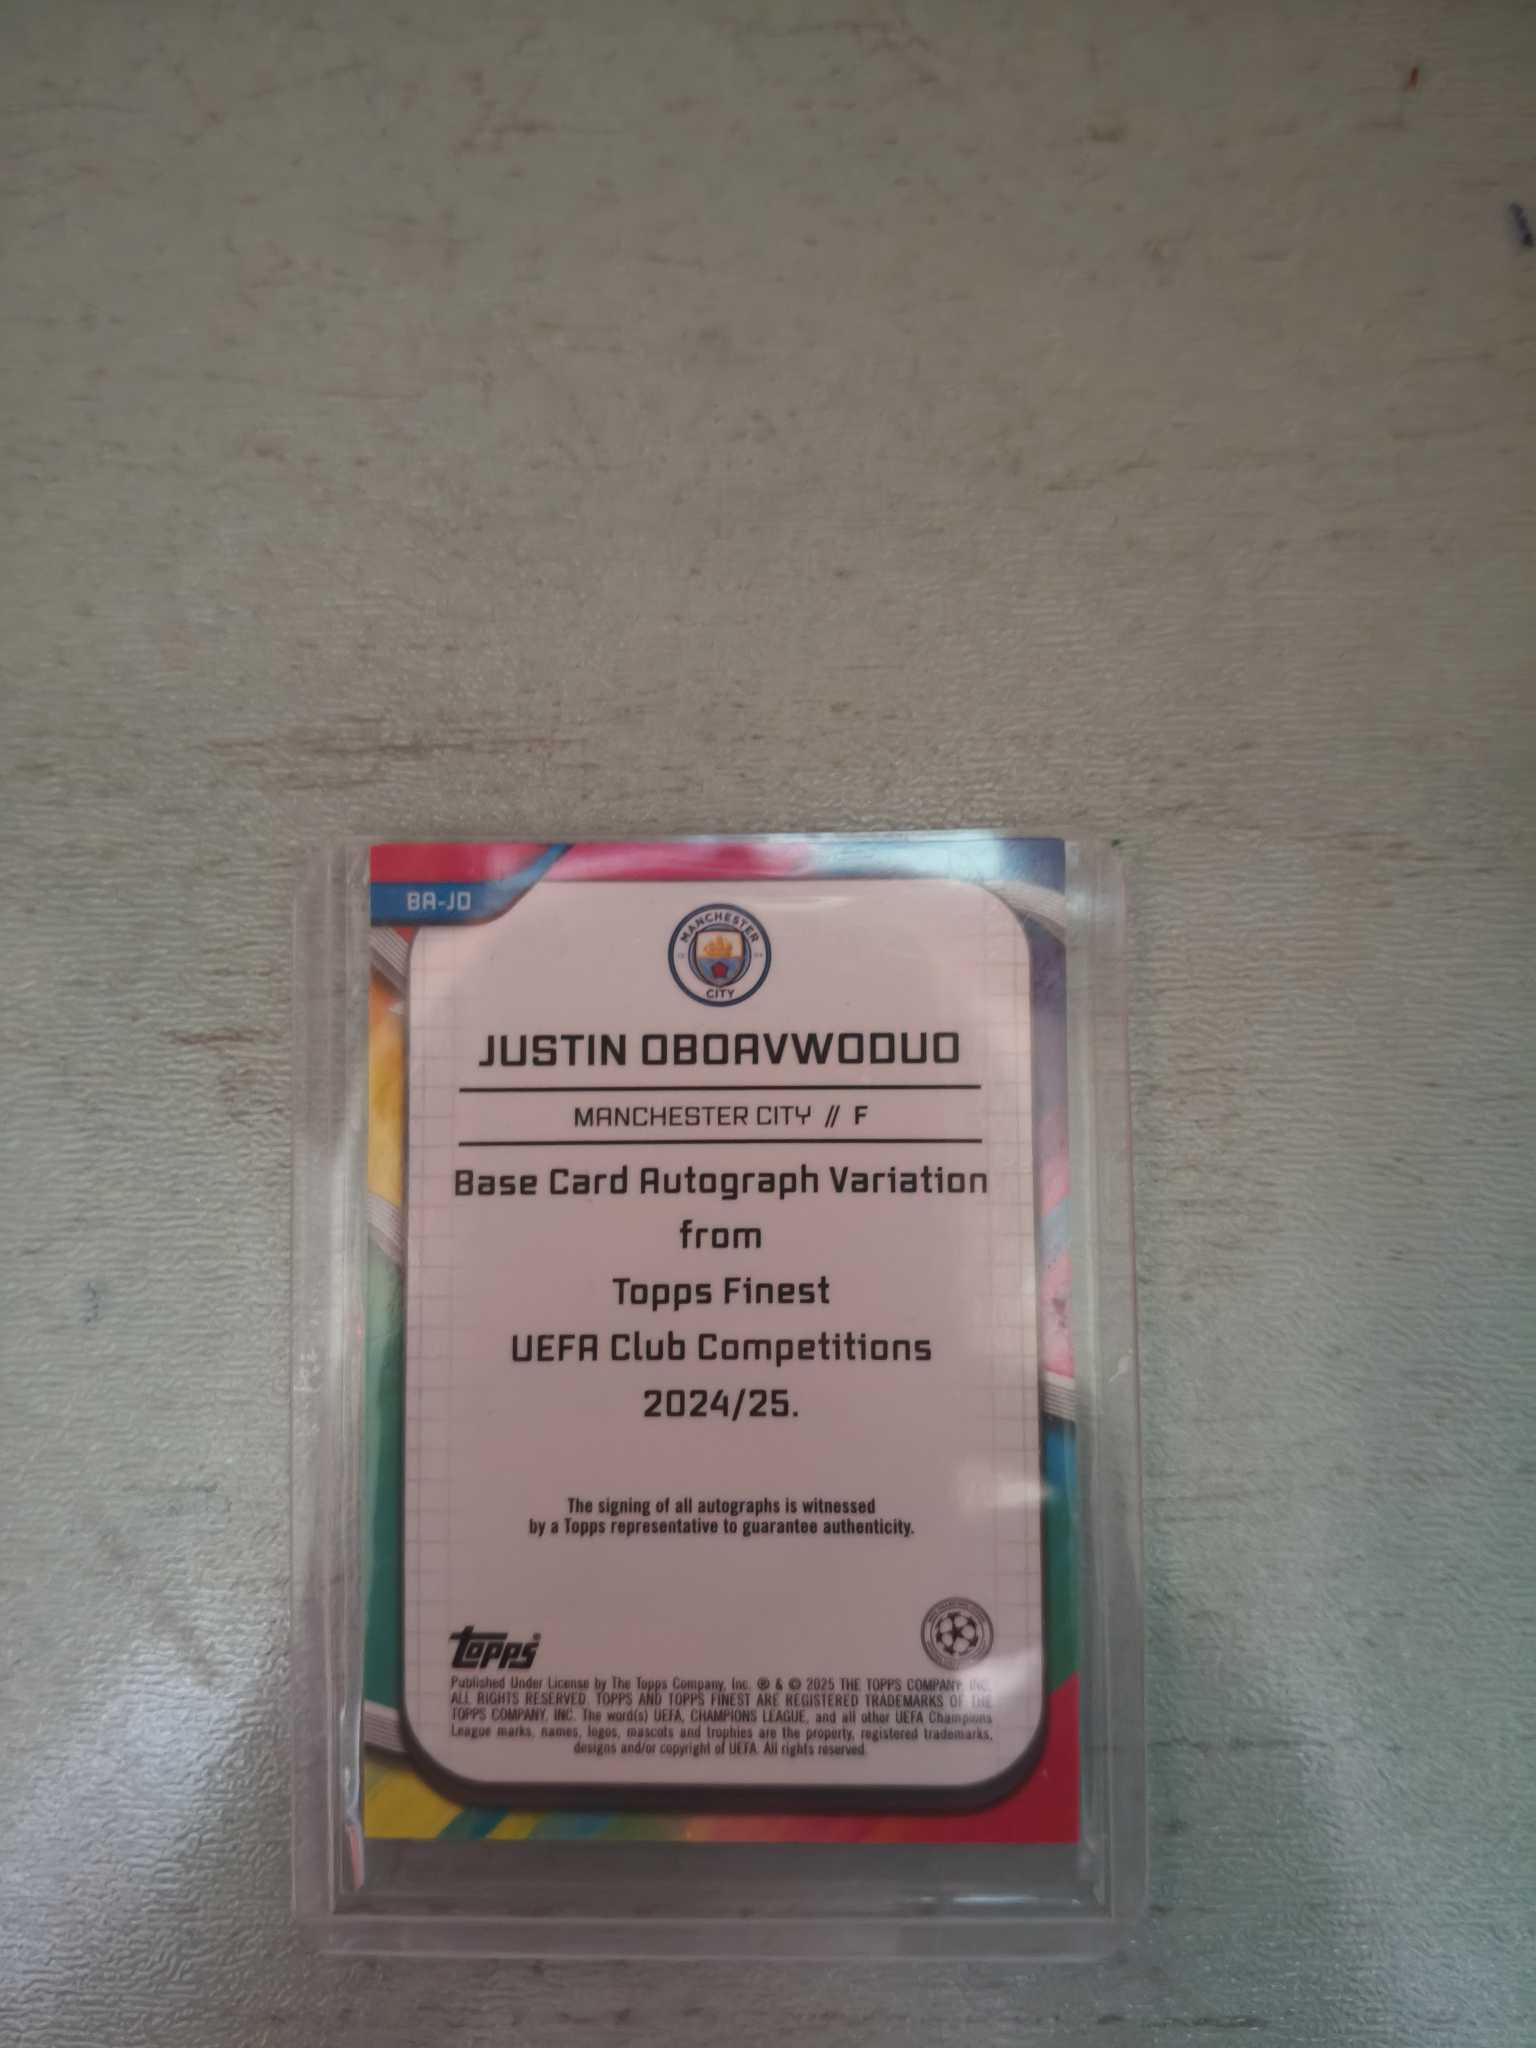 BA-JO
MANCHESTER
CITY
JUSTIN OBOAVWODUO
MANCHESTER CITY // F
Base Card Autograph Variation
from
Topps Finest
UEFA Club Competitions
2024/25.
The signing of all autographs is witnessed
by a Topps representative to guarantee authenticity.
topps®
Published Under License by The Topps Company, Inc. ® & © 2025 THE TOPPS COMPANY, INC.
ALL RIGHTS RESERVED. TOPPS AND TOPPS FINEST ARE REGISTERED TRADEMARKS OF THE
TOPPS COMPANY, INC. The word(s) UEFA, CHAMPIONS LEAGUE, and all other UEFA Champions
League marks, names, logos, mascots and trophies are the property, registered trademarks,
designs and/or copyright of UEFA. All rights reserved.